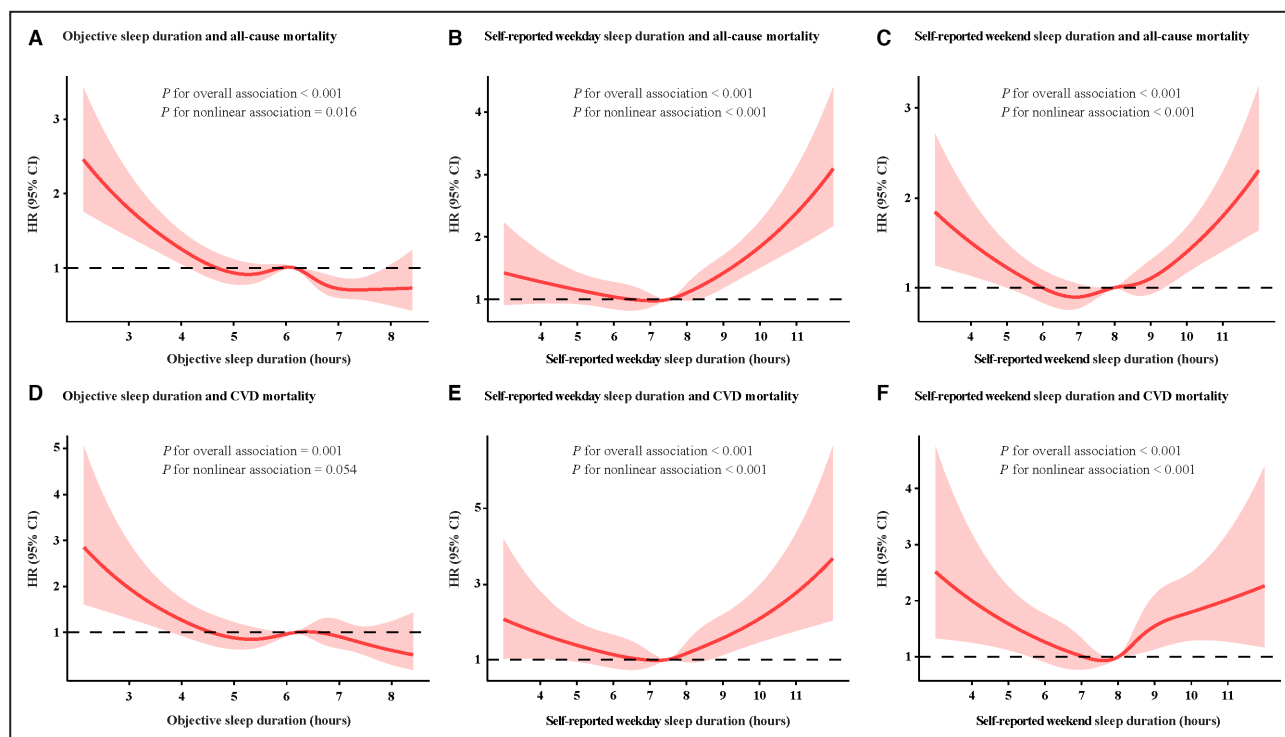 A Objective sleep duration and all-cause mortality
P for overall association < 0.001
P for nonlinear association = 0.016
HR (95% CI)
3
2
1
3 4 5 6 7 8
Objective sleep duration (hours)
B Self-reported weekday sleep duration and all-cause mortality
P for overall association < 0.001
P for nonlinear association < 0.001
HR (95% CI)
4
3
2
1
4 5 6 7 8 9 10 11
Self-reported weekday sleep duration (hours)
C Self-reported weekend sleep duration and all-cause mortality
P for overall association < 0.001
P for nonlinear association < 0.001
HR (95% CI)
3
2
1
4 5 6 7 8 9 10 11
Self-reported weekend sleep duration (hours)
D Objective sleep duration and CVD mortality
P for overall association = 0.001
P for nonlinear association = 0.054
HR (95% CI)
5
4
3
2
1
3 4 5 6 7 8
Objective sleep duration (hours)
E Self-reported weekday sleep duration and CVD mortality
P for overall association < 0.001
P for nonlinear association < 0.001
HR (95% CI)
5
3
1
4 5 6 7 8 9 10 11
Self-reported weekday sleep duration (hours)
F Self-reported weekend sleep duration and CVD mortality
P for overall association < 0.001
P for nonlinear association < 0.001
HR (95% CI)
4
3
2
1
4 5 6 7 8 9 10 11
Self-reported weekend sleep duration (hours)